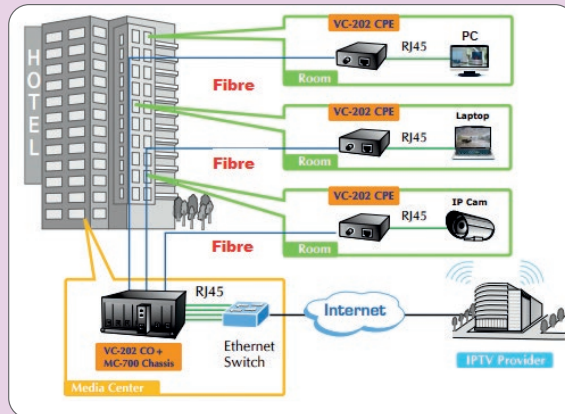 HOTEL
VC-202 CPE
RJ45
PC
Fibre
Room
VC-202 CPE
RJ45
Laptop
Fibre
Room
VC-202 CPE
RJ45
IP Cam
Fibre
Room
RJ45
VC-202 CO +
MC-700 Chassis
Ethernet
Switch
Media Center
Internet
IPTV Provider